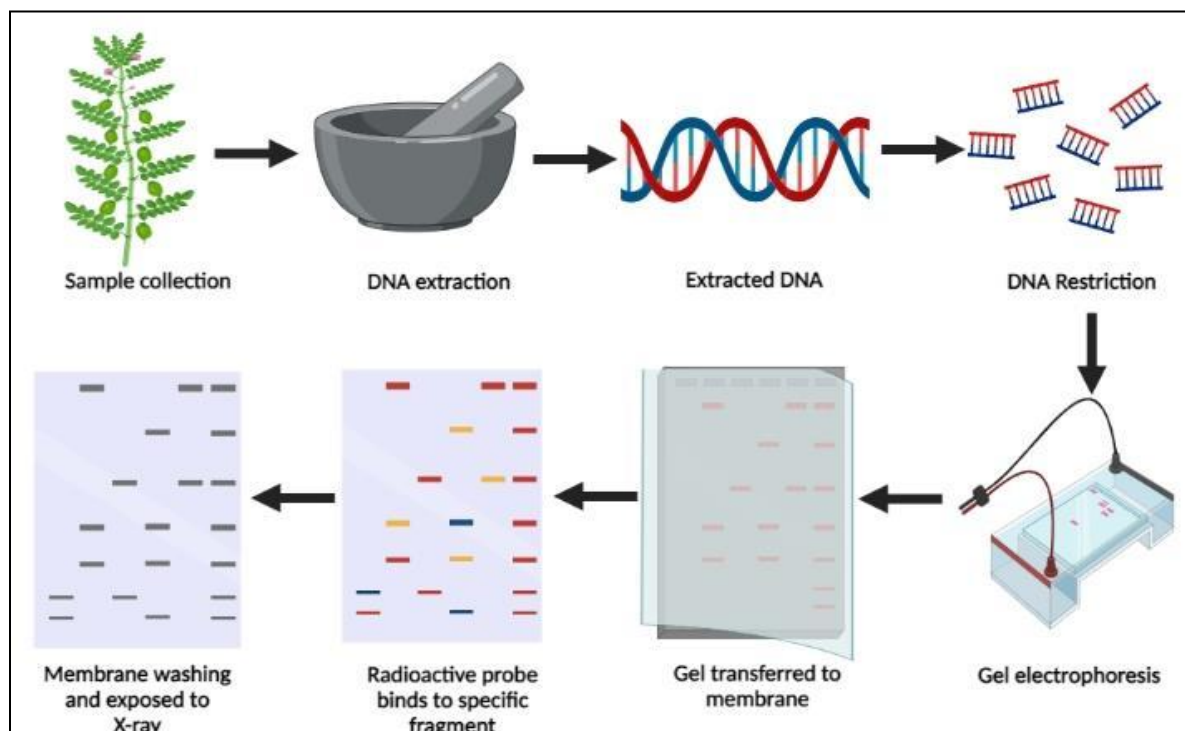 Sample collection
DNA extraction
Extracted DNA
DNA Restriction
Gel electrophoresis
Gel transferred to
membrane
Radioactive probe
binds to specific
fragment
Membrane washing
and exposed to
X-ray